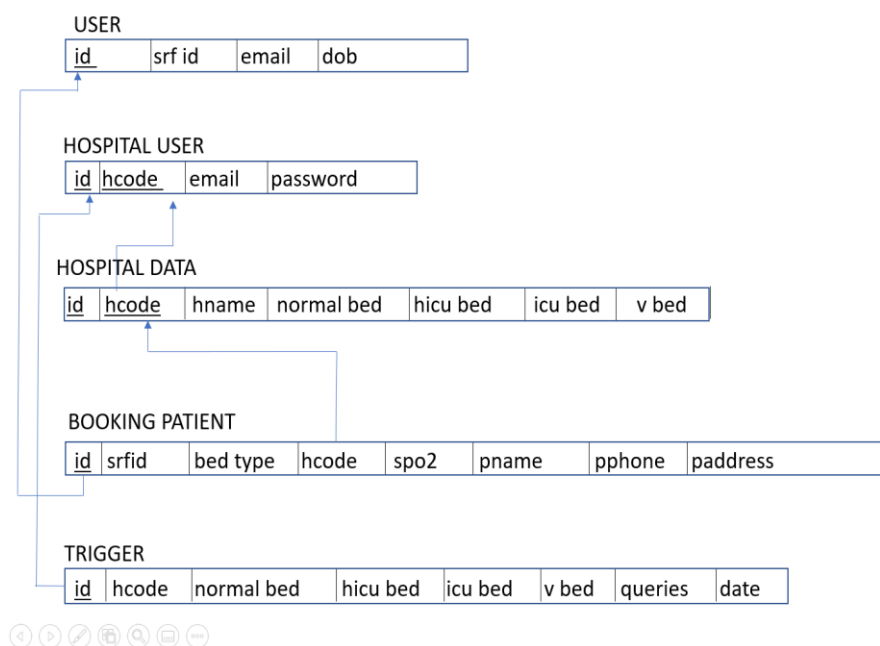 USER
id srf id email dob
HOSPITAL USER
id hcode email password
HOSPITAL DATA
id hcode hname normal bed hicu bed icu bed v bed
BOOKING PATIENT
id srfid bed type hcode spo2 pname pphone paddress
TRIGGER
id hcode normal bed hicu bed icu bed v bed queries date